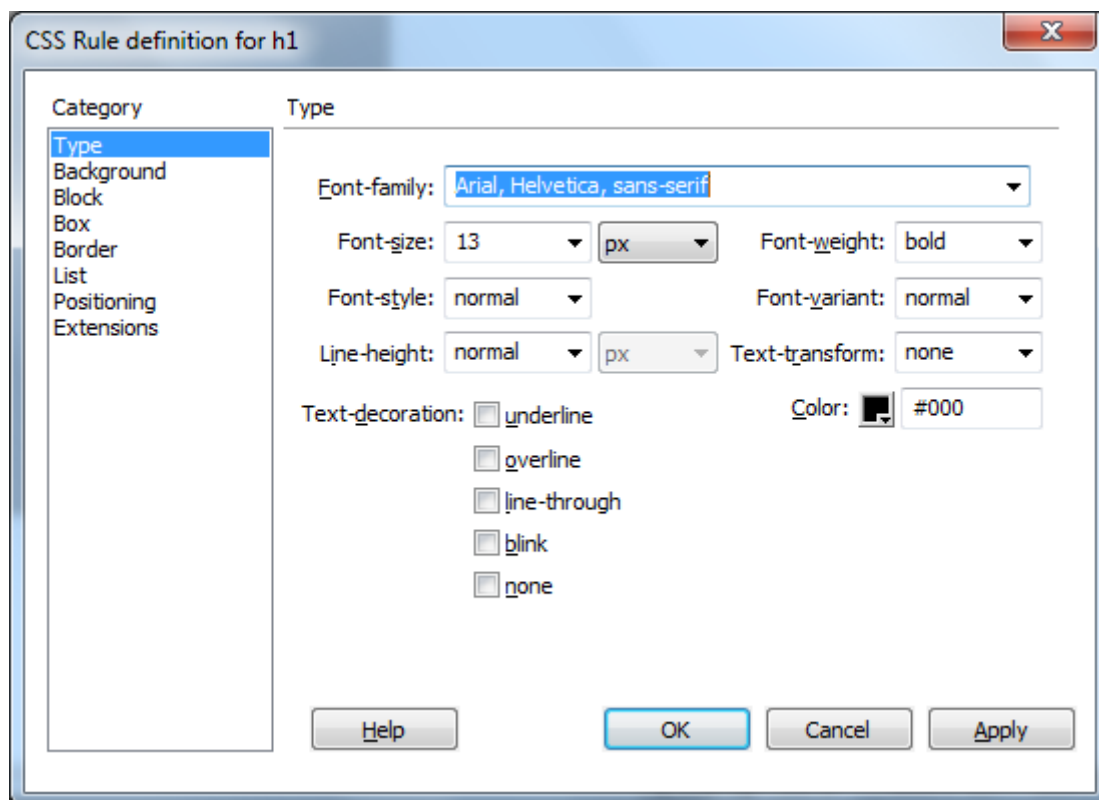 CSS Rule definition for h1
Category
Type
Background
Block
Box
Border
List
Positioning
Extensions
Type
Font-family: Arial, Helvetica, sans-serif
Font-size: 13 px Font-weight: bold
Font-style: normal Font-variant: normal
Line-height: normal px Text-transform: none
Text-decoration: underline Color: #000
overline
line-through
blink
none
Help OK Cancel Apply